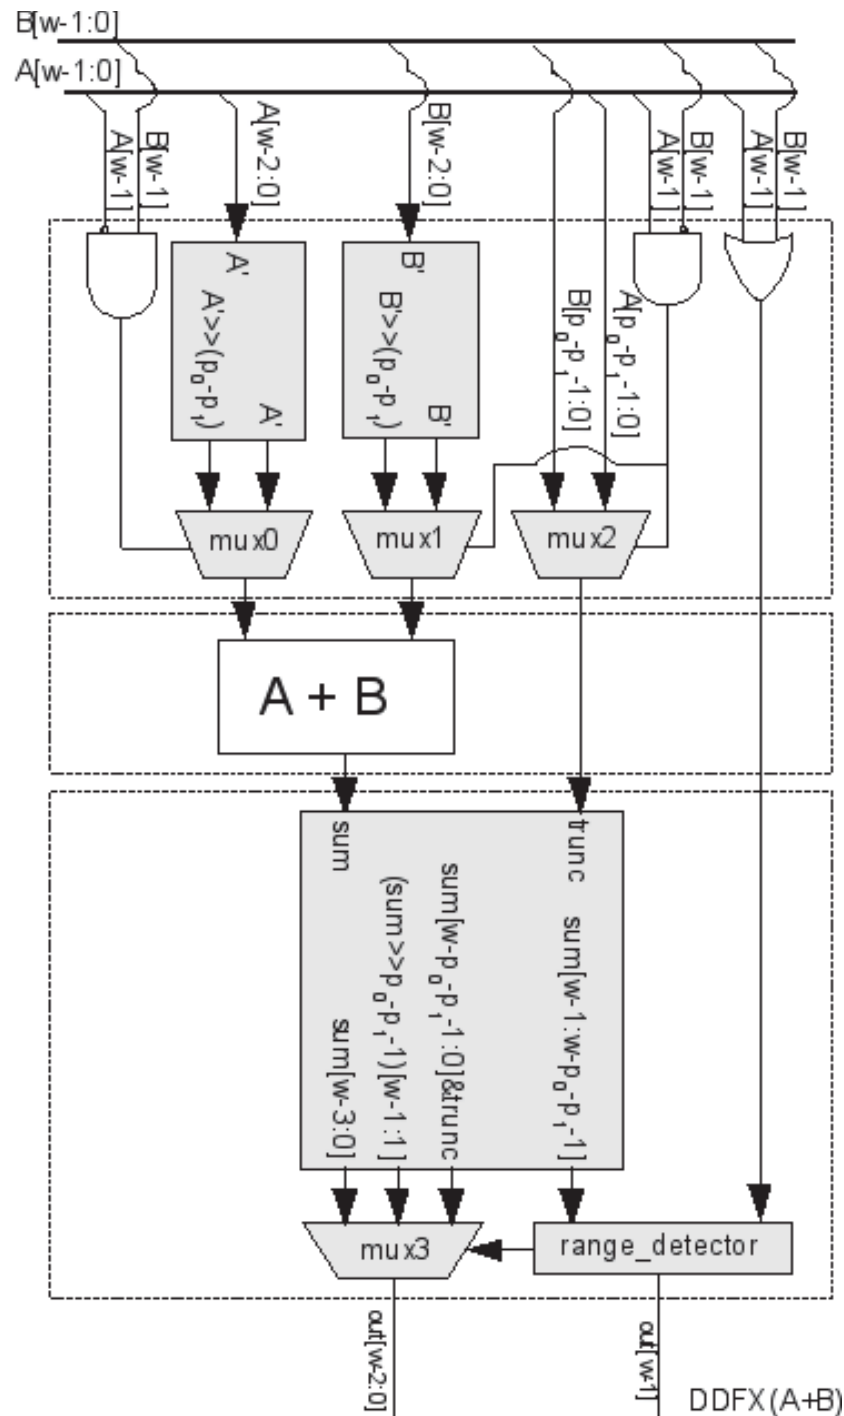 B[w-1:0]
A[w-1:0]
A[w-1]
B[w-1]
A[w-2:0]
B[w-2:0]
A[w-1]
B[w-1]
A[w-1]
B[w-1]
A'
A'>>(p₀-p₁)
A'
B'
B'>>(p₀-p₁)
B'
B[p₀-p₁-1:0]
A[p₀-p₁-1:0]
mux0
mux1
mux2
A + B
sum
trunc
sum[w-3:0]
(sum>>p₀-p₁-1)[w-1:1]
sum[w-p₀-p₁-1:0]&trunc
sum[w-1:w-p₀-p₁-1]
mux3
range_detector
out[w-2:0]
out[w-1]
DDFX(A+B)